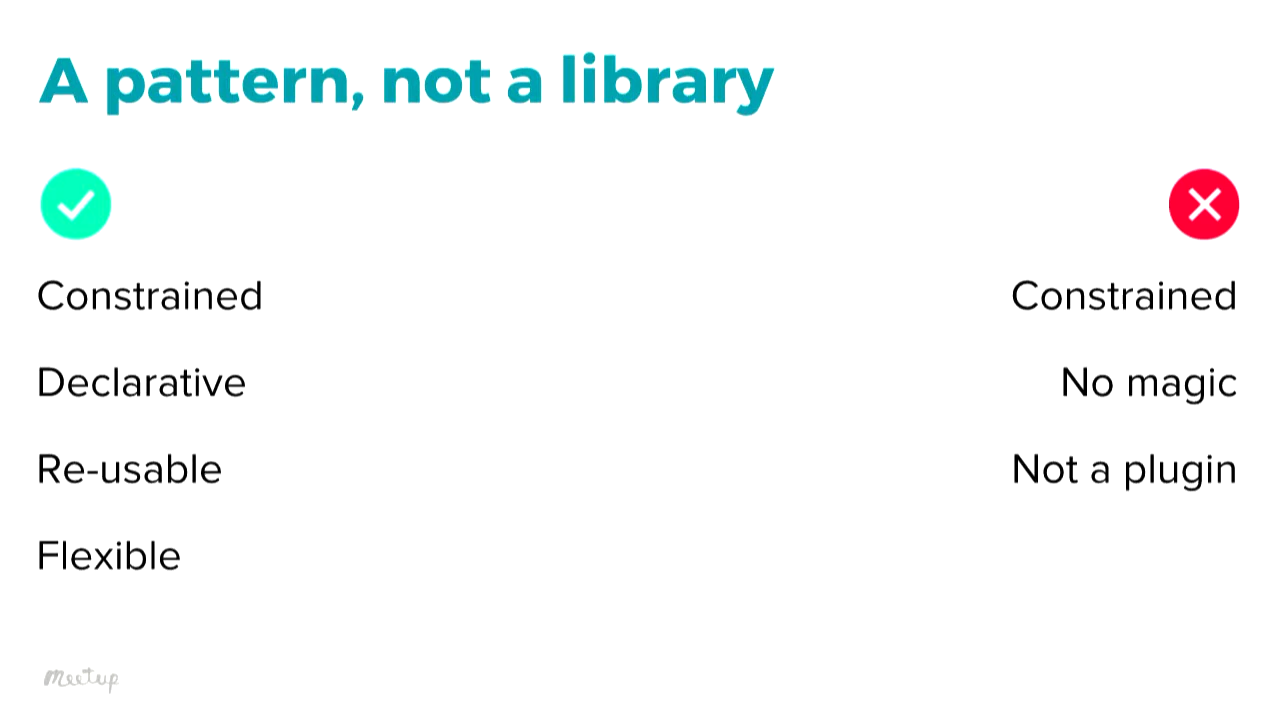 A pattern, not a library
Constrained
Declarative
Re-usable
Flexible
Constrained
No magic
Not a plugin
Meetup